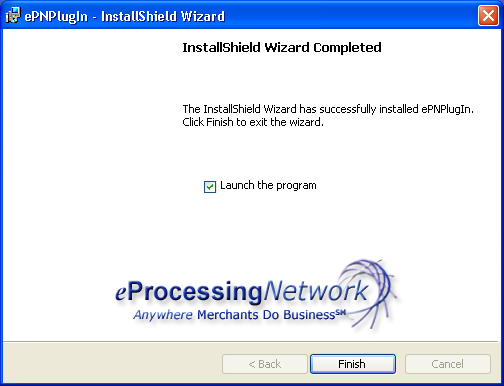 ePNPlugIn - InstallShield Wizard
InstallShield Wizard Completed
The InstallShield Wizard has successfully installed ePNPlugIn.
Click Finish to exit the wizard.
Launch the program
eProcessingNetwork
Anywhere Merchants Do Business℠
< Back
Finish
Cancel